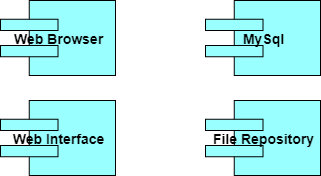 Web Browser
MySql
Web Interface
File Repository